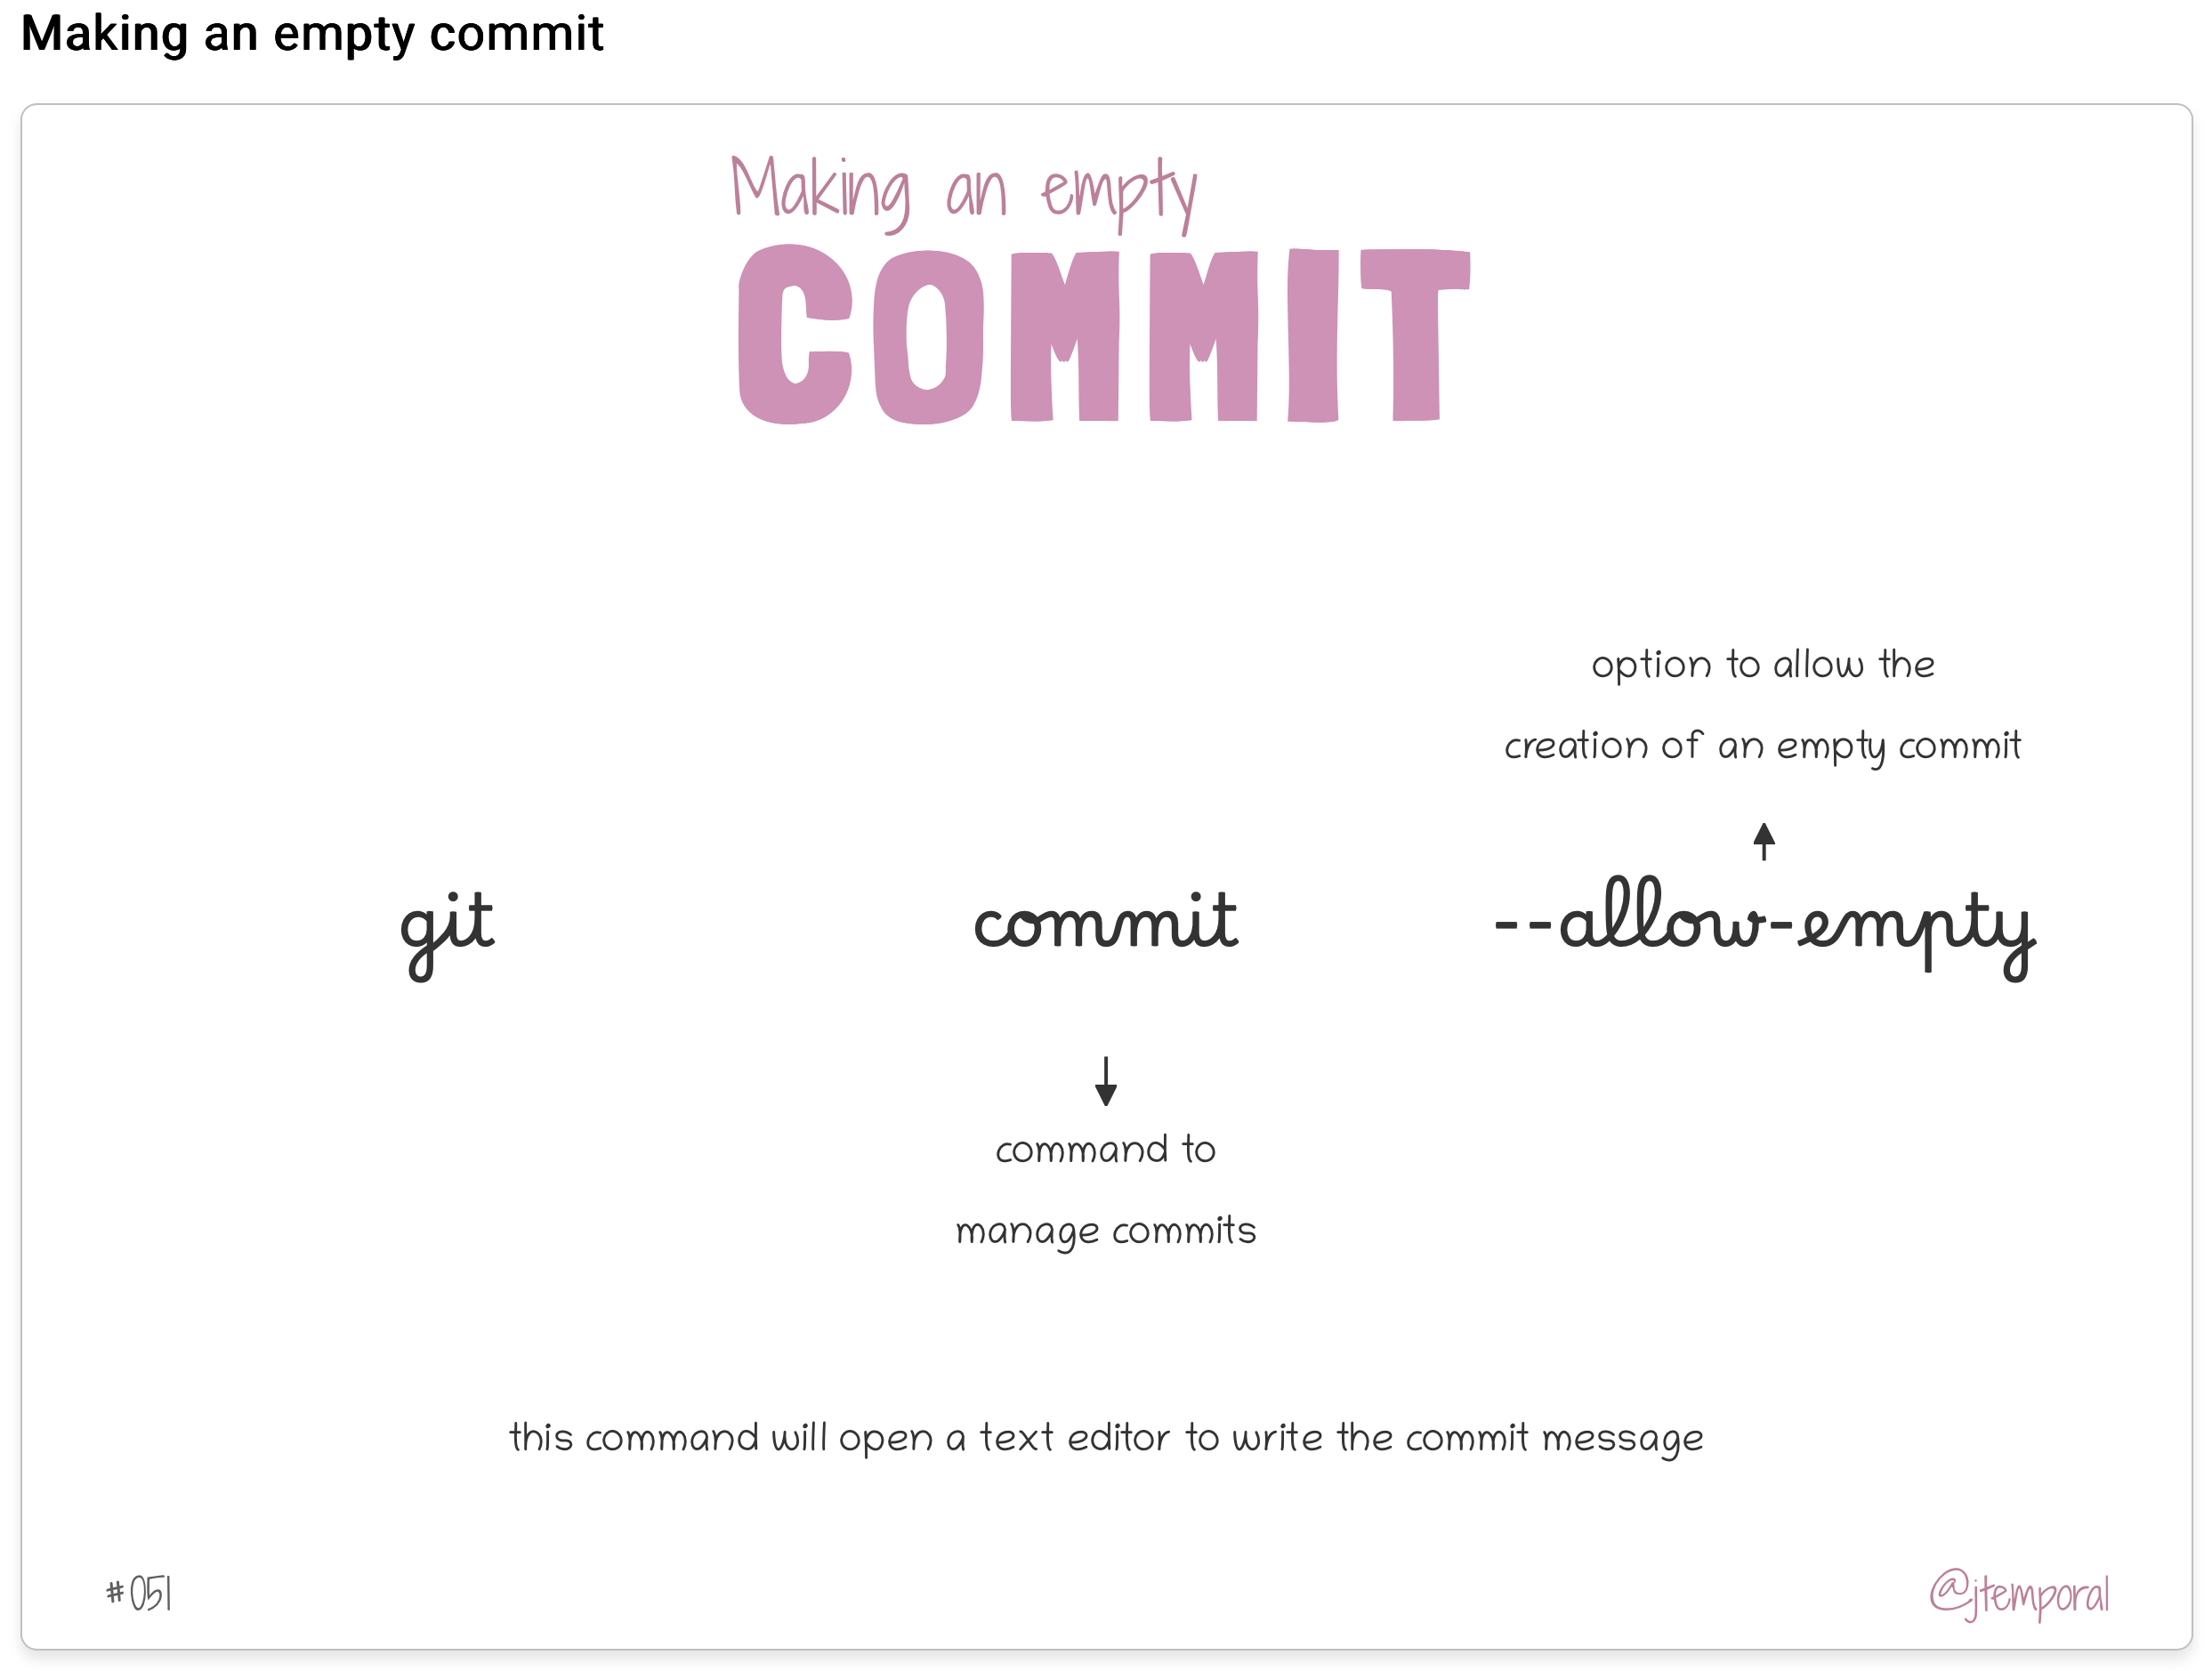 Making an empty commit
Making an empty
COMMIT
option to allow the
creation of an empty commit
git commit --allow-empty
command to
manage commits
this command will open a text editor to write the commit message
#051
@jtemporal